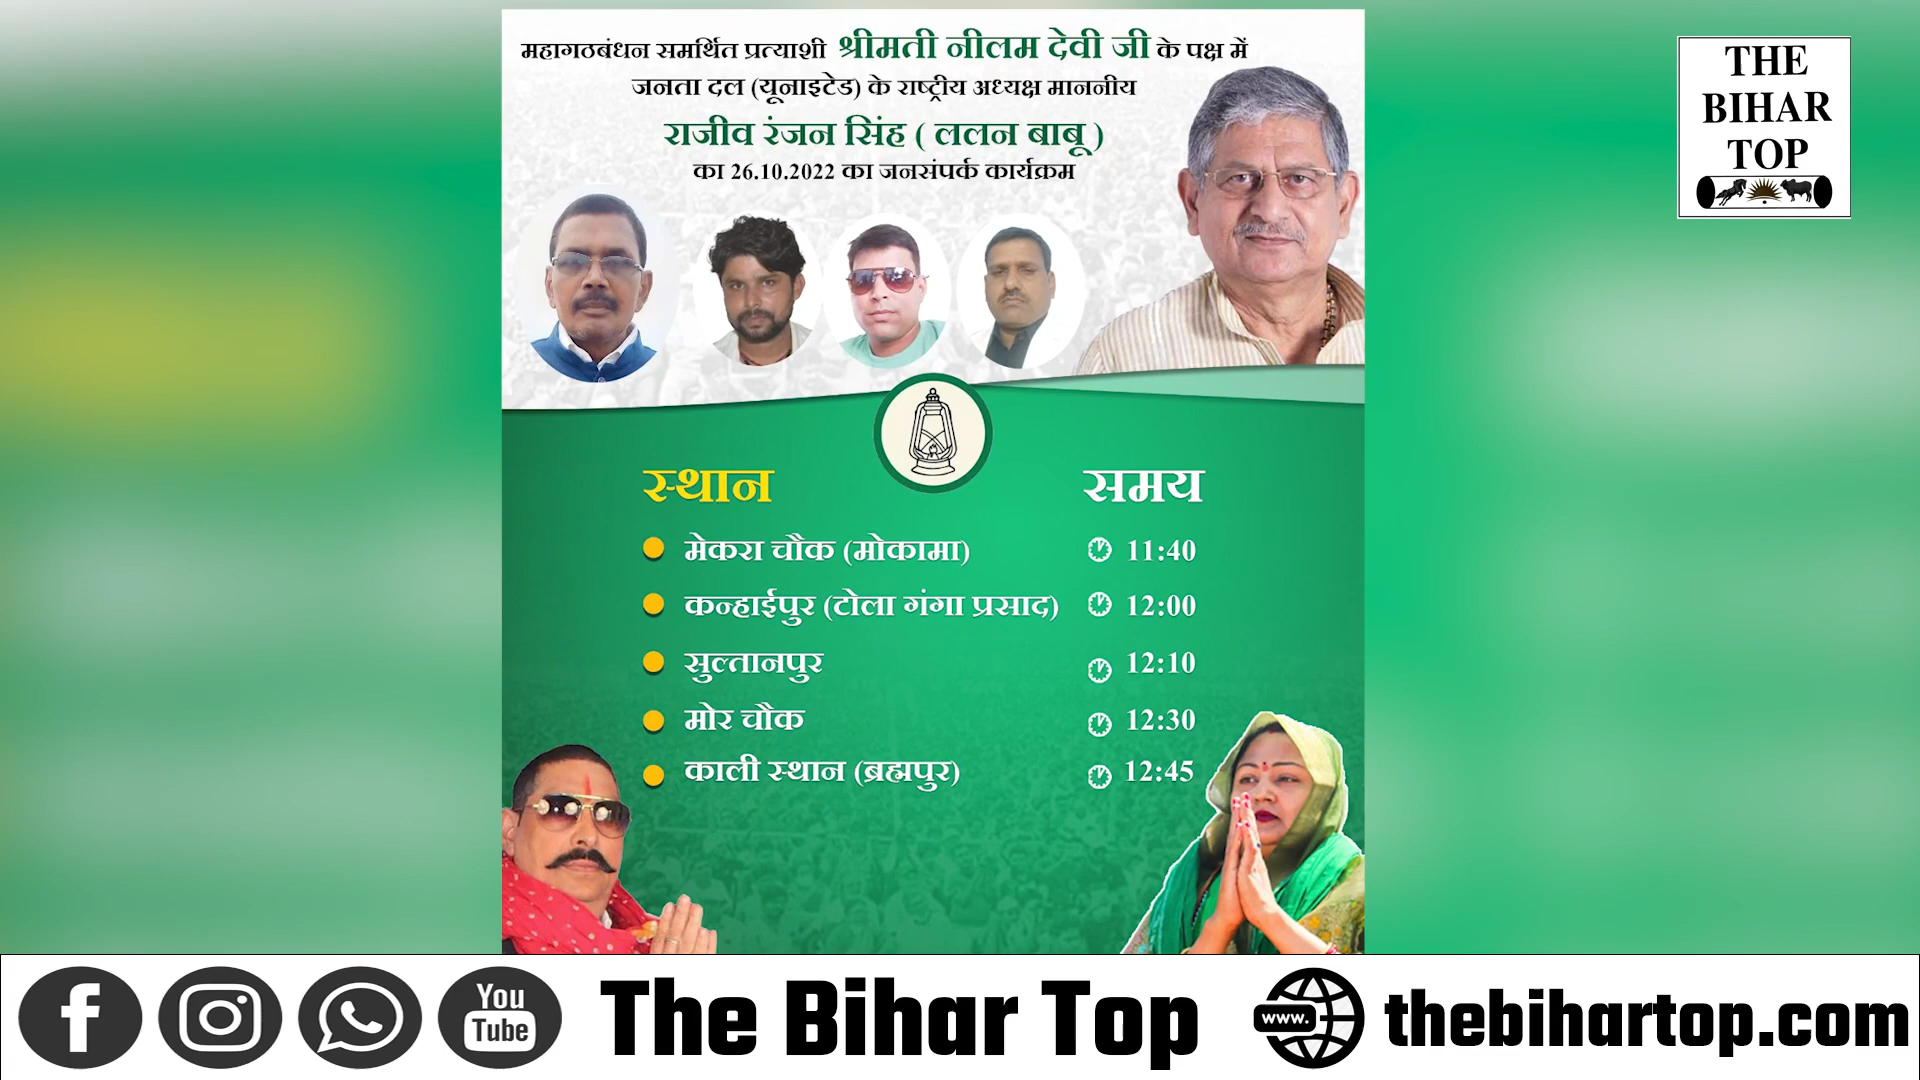 महागठबंधन समर्थित प्रत्याशी श्रीमती नीलम देवी जी के पक्ष में
जनता दल (यूनाइटेड) के राष्ट्रीय अध्यक्ष माननीय
राजीव रंजन सिंह ( ललन बाबू )
का 26.10.2022 का जनसंपर्क कार्यक्रम
THE
BIHAR
TOP
स्थान समय
मेकरा चौक (मोकामा) 11:40
कन्हाईपुर (टोला गंगा प्रसाद) 12:00
सुल्तानपुर 12:10
मोर चौक 12:30
काली स्थान (ब्रह्मपुर) 12:45
f You Tube The Bihar Top www. thebihartop.com